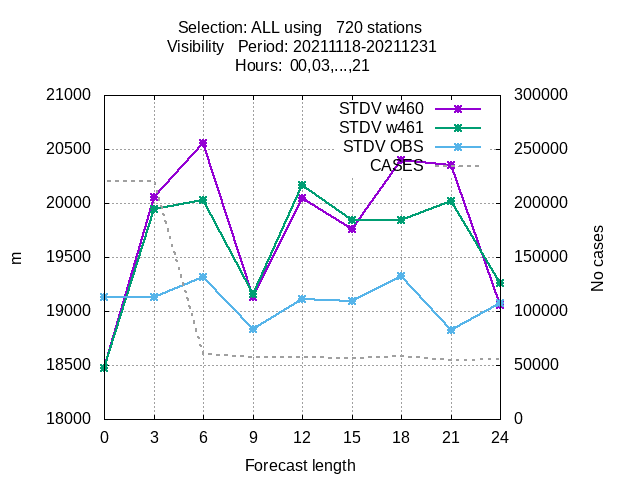 Selection: ALL using   720 stations
Visibility   Period: 20211118-20211231
Hours:  00,03,...,21
21000
20500
20000
19500
19000
18500
18000
300000
250000
200000
150000
100000
50000
0
STDV w460
STDV w461
STDV OBS
CASES
m
No cases
0 3 6 9 12 15 18 21 24
Forecast length